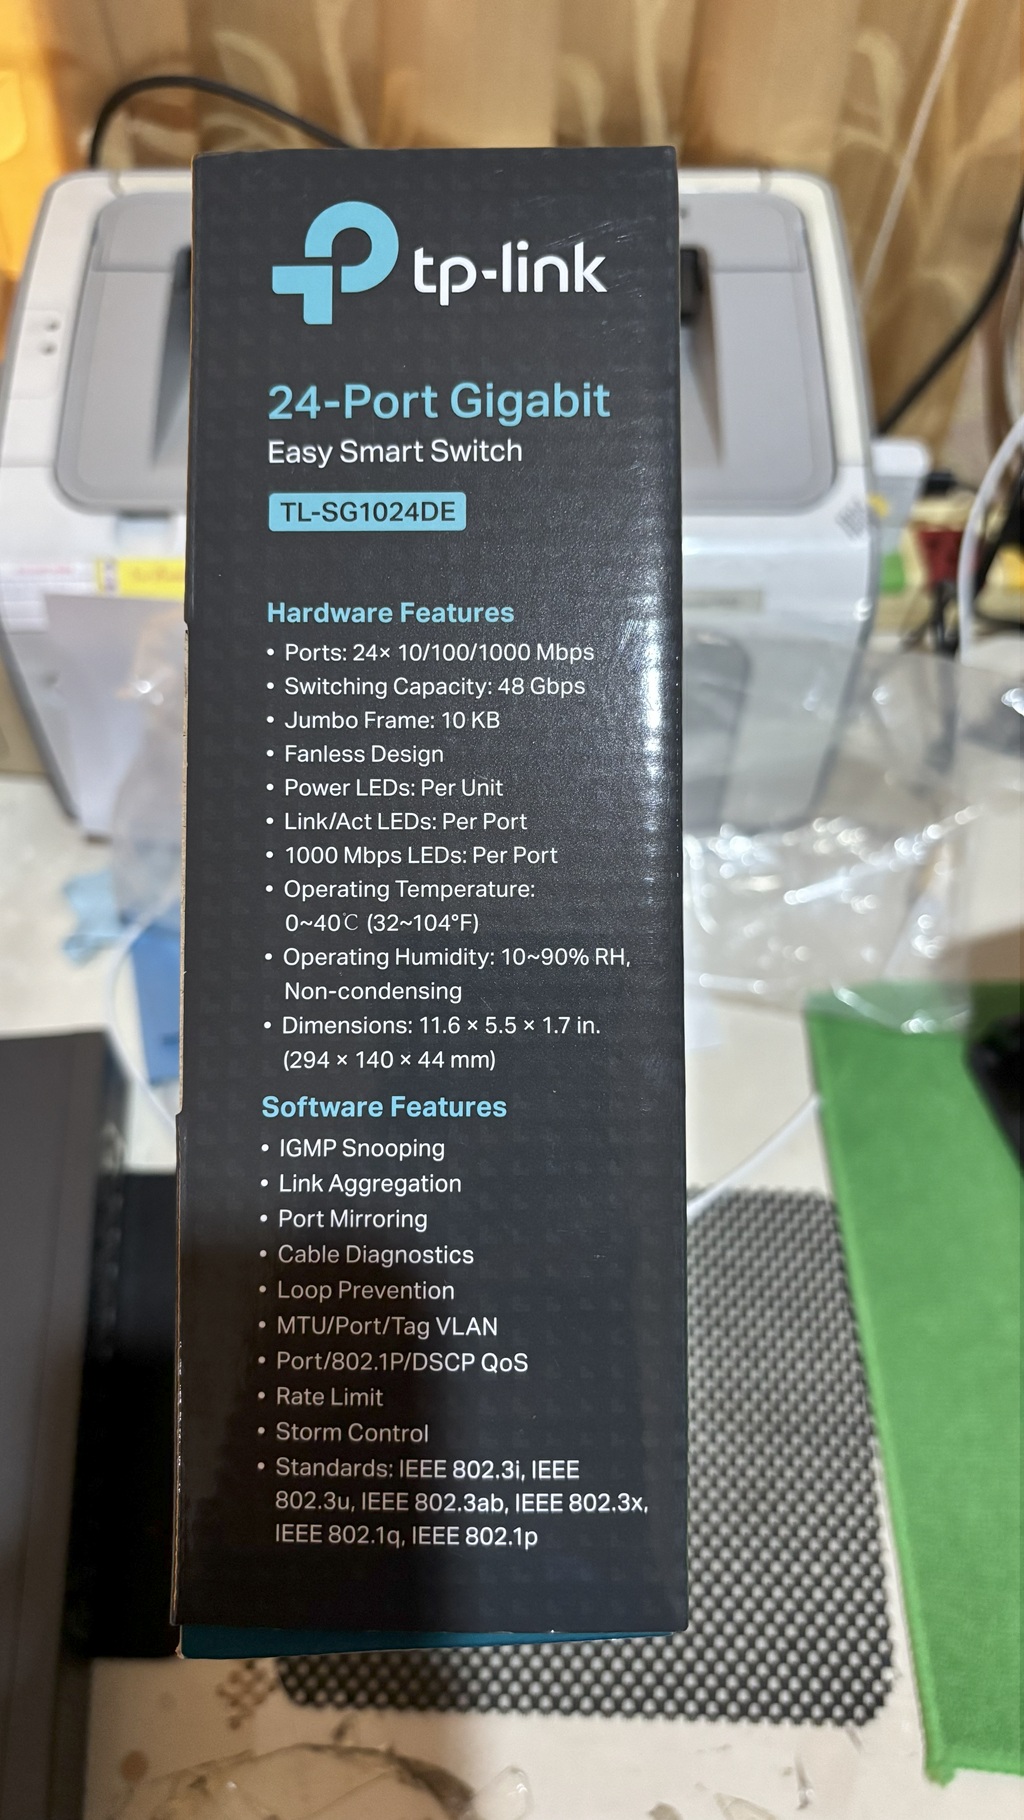 tp-link
24-Port Gigabit
Easy Smart Switch
TL-SG1024DE
Hardware Features
• Ports: 24× 10/100/1000 Mbps
• Switching Capacity: 48 Gbps
• Jumbo Frame: 10 KB
• Fanless Design
• Power LEDs: Per Unit
• Link/Act LEDs: Per Port
• 1000 Mbps LEDs: Per Port
• Operating Temperature:
0~40℃ (32~104°F)
• Operating Humidity: 10~90% RH,
Non-condensing
• Dimensions: 11.6 × 5.5 × 1.7 in.
(294 × 140 × 44 mm)
Software Features
• IGMP Snooping
• Link Aggregation
• Port Mirroring
• Cable Diagnostics
• Loop Prevention
• MTU/Port/Tag VLAN
• Port/802.1P/DSCP QoS
• Rate Limit
• Storm Control
• Standards: IEEE 802.3i, IEEE
802.3u, IEEE 802.3ab, IEEE 802.3x,
IEEE 802.1q, IEEE 802.1p